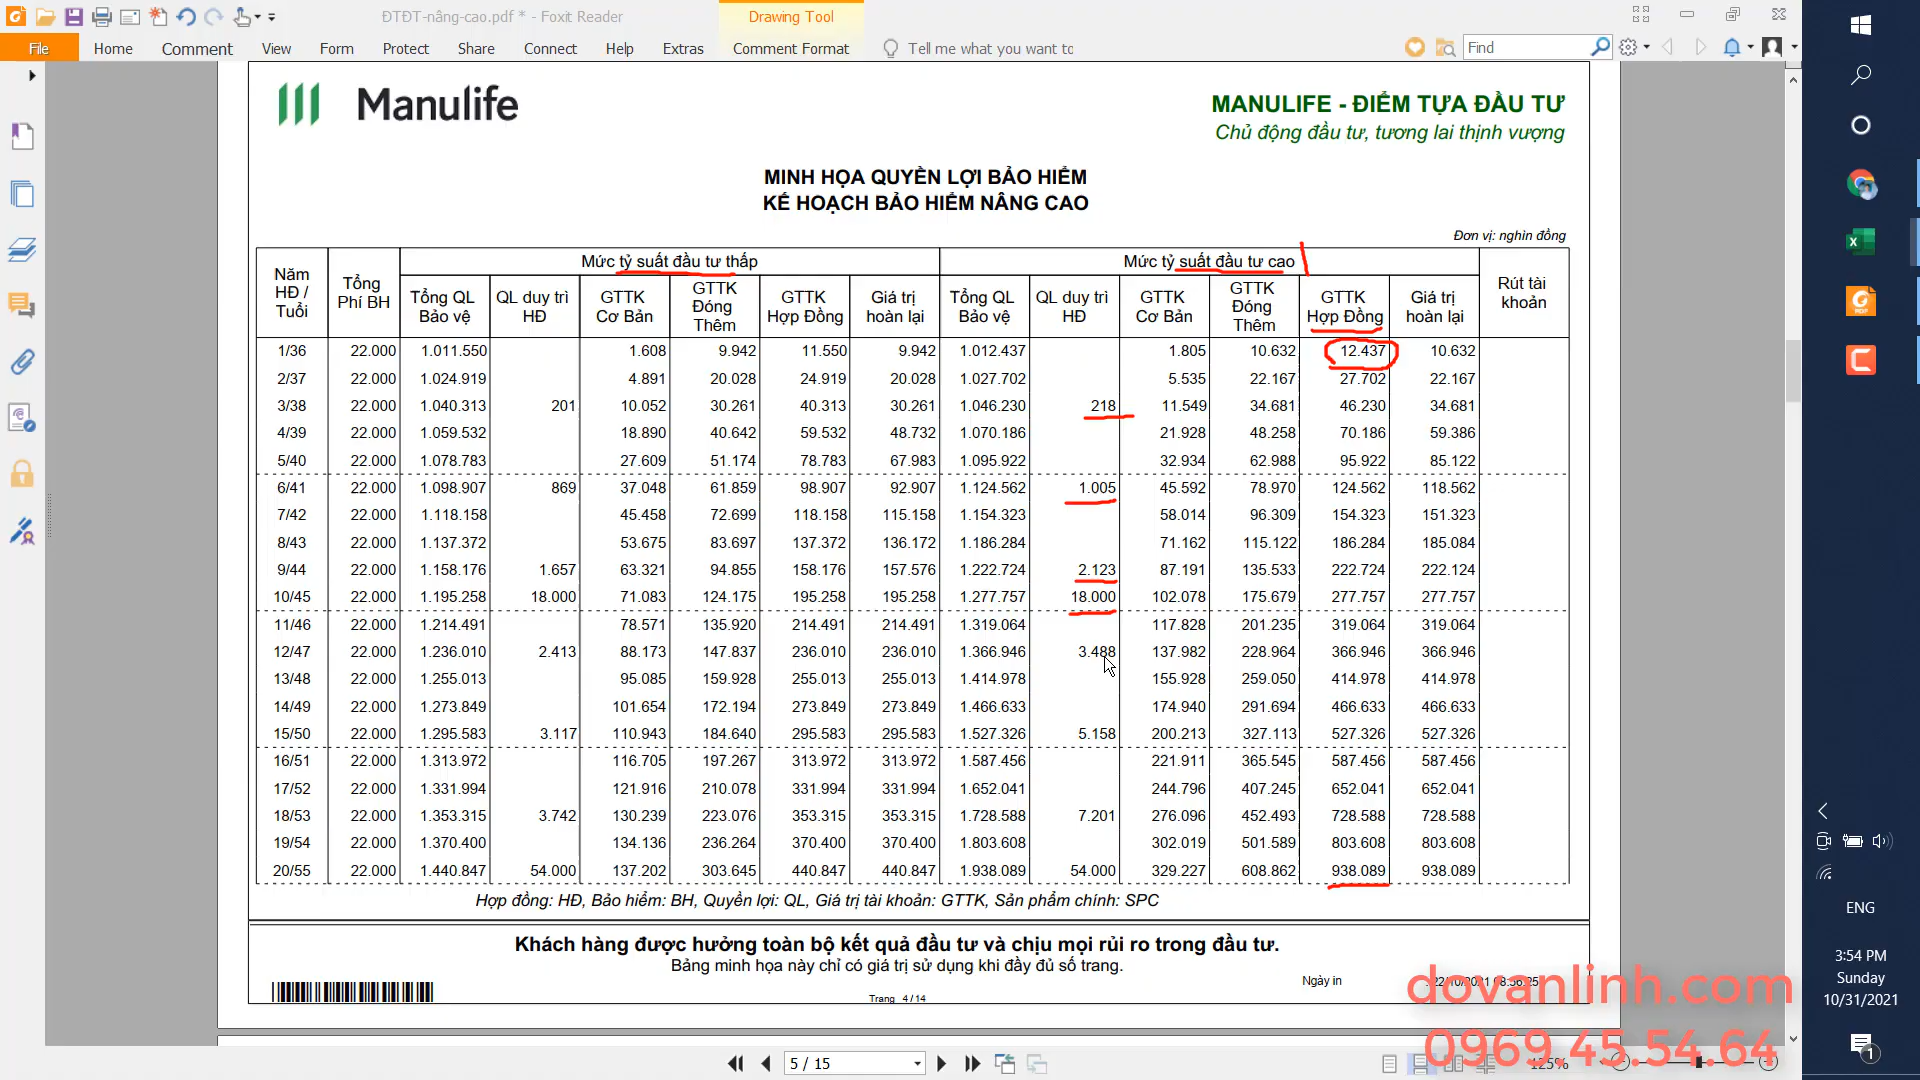 ĐTĐT-nâng-cao.pdf * - Foxit Reader
Drawing Tool
File Home Comment View Form Protect Share Connect Help Extras Comment Format Tell me what you want to
Find
Manulife
MANULIFE - ĐIỂM TỰA ĐẦU TƯ
Chủ động đầu tư, tương lai thịnh vượng
MINH HỌA QUYỀN LỢI BẢO HIỂM
KẾ HOẠCH BẢO HIỂM NÂNG CAO
Đơn vị: nghìn đồng
Năm HĐ / Tuổi Tổng Phí BH Mức tỷ suất đầu tư thấp Mức tỷ suất đầu tư cao Rút tài khoản
Tổng QL Bảo vệ QL duy trì HĐ GTTK Cơ Bản GTTK Đóng Thêm GTTK Hợp Đồng Giá trị hoàn lại Tổng QL Bảo vệ QL duy trì HĐ GTTK Cơ Bản GTTK Đóng Thêm GTTK Hợp Đồng Giá trị hoàn lại
1/36 22.000 1.011.550 1.608 9.942 11.550 9.942 1.012.437 1.805 10.632 12.437 10.632
2/37 22.000 1.024.919 4.891 20.028 24.919 20.028 1.027.702 5.535 22.167 27.702 22.167
3/38 22.000 1.040.313 201 10.052 30.261 40.313 30.261 1.046.230 218 11.549 34.681 46.230 34.681
4/39 22.000 1.059.532 18.890 40.642 59.532 48.732 1.070.186 21.928 48.258 70.186 59.386
5/40 22.000 1.078.783 27.609 51.174 78.783 67.983 1.095.922 32.934 62.988 95.922 85.122
6/41 22.000 1.098.907 869 37.048 61.859 98.907 92.907 1.124.562 1.005 45.592 78.970 124.562 118.562
7/42 22.000 1.118.158 45.458 72.699 118.158 115.158 1.154.323 58.014 96.309 154.323 151.323
8/43 22.000 1.137.372 53.675 83.697 137.372 136.172 1.186.284 71.162 115.122 186.284 185.084
9/44 22.000 1.158.176 1.657 63.321 94.855 158.176 157.576 1.222.724 2.123 87.191 135.533 222.724 222.124
10/45 22.000 1.195.258 18.000 71.083 124.175 195.258 195.258 1.277.757 18.000 102.078 175.679 277.757 277.757
11/46 22.000 1.214.491 78.571 135.920 214.491 214.491 1.319.064 117.828 201.235 319.064 319.064
12/47 22.000 1.236.010 2.413 88.173 147.837 236.010 236.010 1.366.946 3.488 137.982 228.964 366.946 366.946
13/48 22.000 1.255.013 95.085 159.928 255.013 255.013 1.414.978 155.928 259.050 414.978 414.978
14/49 22.000 1.273.849 101.654 172.194 273.849 273.849 1.466.633 174.940 291.694 466.633 466.633
15/50 22.000 1.295.583 3.117 110.943 184.640 295.583 295.583 1.527.326 5.158 200.213 327.113 527.326 527.326
16/51 22.000 1.313.972 116.705 197.267 313.972 313.972 1.587.456 221.911 365.545 587.456 587.456
17/52 22.000 1.331.994 121.916 210.078 331.994 331.994 1.652.041 244.796 407.245 652.041 652.041
18/53 22.000 1.353.315 3.742 130.239 223.076 353.315 353.315 1.728.588 7.201 276.096 452.493 728.588 728.588
19/54 22.000 1.370.400 134.136 236.264 370.400 370.400 1.803.608 302.019 501.589 803.608 803.608
20/55 22.000 1.440.847 54.000 137.202 303.645 440.847 440.847 1.938.089 54.000 329.227 608.862 938.089 938.089
Hợp đồng: HĐ, Bảo hiểm: BH, Quyền lợi: QL, Giá trị tài khoản: GTTK, Sản phẩm chính: SPC
Khách hàng được hưởng toàn bộ kết quả đầu tư và chịu mọi rủi ro trong đầu tư.
Bảng minh họa này chỉ có giá trị sử dụng khi đầy đủ số trang.
Ngày in
Trang 4 / 14
dovanlinh.com
0969.45.54.64
5 / 15
125%
ENG
3:54 PM
Sunday
10/31/2021
1